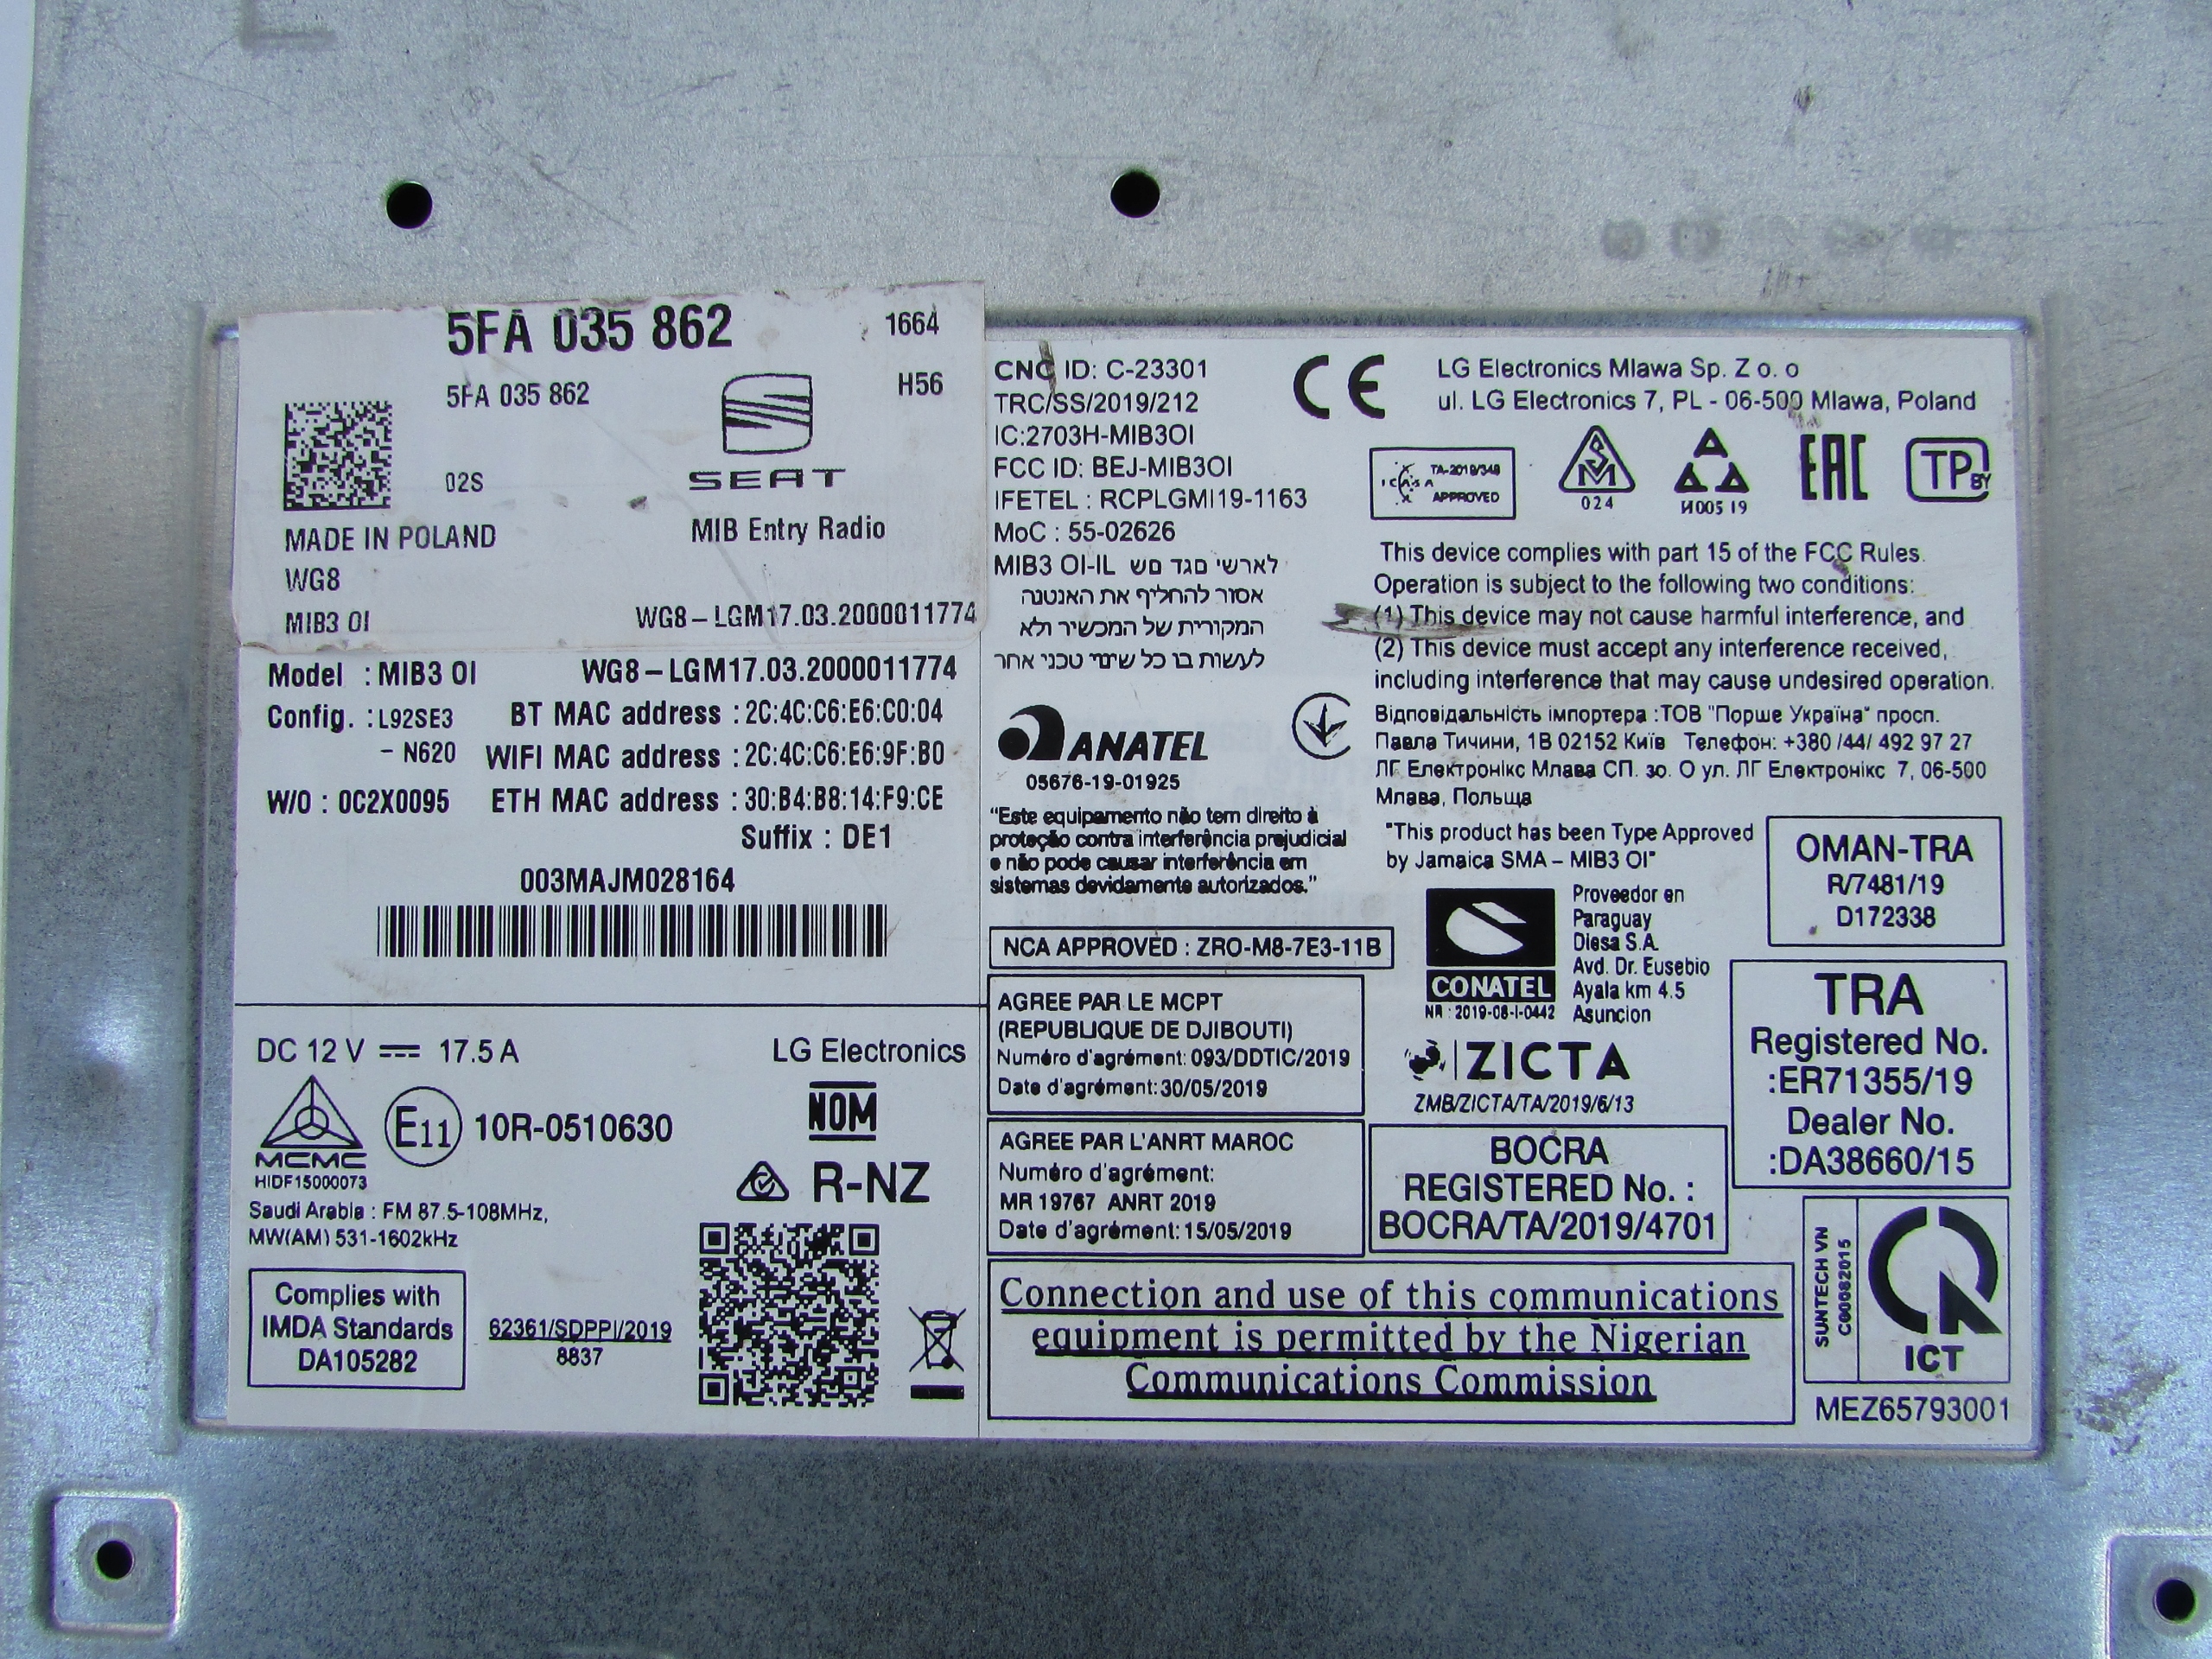 5FA 035 862
1664
5FA 035 862
H56
02S
SEAT
MADE IN POLAND
MIB Entry Radio
WG8
MIB3 OI
WG8-LGM17.03.2000011774
Model : MIB3 OI
WG8-LGM17.03.2000011774
Config. : L92SE3
BT MAC address : 2C:4C:C6:E6:C0:04
- N620
WIFI MAC address : 2C:4C:C6:E6:9F:B0
W/O : 0C2X0095
ETH MAC address : 30:B4:B8:14:F9:CE
Suffix : DE1
003MAJM028164
DC 12 V ⎓ 17.5 A
LG Electronics
MCMC
HIDF15000073
E11
10R-0510630
NOM
R-NZ
Saudi Arabia : FM 87.5-108MHz,
MW(AM) 531-1602kHz
Complies with
IMDA Standards
DA105282
62361/SDPPI/2019
8837
CNC ID: C-23301
TRC/SS/2019/212
IC:2703H-MIB3OI
FCC ID: BEJ-MIB3OI
IFETEL : RCPLGMI19-1163
MoC : 55-02626
MIB3 OI-IL לארשי םגד םש
אסור להחליף את האנטנה
המקורית של המכשיר ולא
לעשות בו כל שינוי טכני אחר
ANATEL
05676-19-01925
"Este equipamento não tem direito à
proteção contra interferência prejudicial
e não pode causar interferência em
sistemas devidamente autorizados."
NCA APPROVED : ZRO-M8-7E3-11B
AGREE PAR LE MCPT
(REPUBLIQUE DE DJIBOUTI)
Numéro d'agrément: 093/DDTIC/2019
Date d'agrément: 30/05/2019
AGREE PAR L'ANRT MAROC
Numéro d'agrément:
MR 19767 ANRT 2019
Date d'agrément: 15/05/2019
CE
LG Electronics Mlawa Sp. Z o. o
ul. LG Electronics 7, PL - 06-500 Mlawa, Poland
ICASA
TA-2019/348
APPROVED
024
И005 19
EAC
TP BY
This device complies with part 15 of the FCC Rules.
Operation is subject to the following two conditions:
(1) This device may not cause harmful interference, and
(2) This device must accept any interference received,
including interference that may cause undesired operation.
Відповідальність імпортера :ТОВ "Порше Україна" просп.
Павла Тичини, 1В 02152 Київ Телефон: +380 /44/ 492 97 27
ЛГ Електронікс Млава СП. зо. О ул. ЛГ Електронікс 7, 06-500
Млава, Польща
"This product has been Type Approved
by Jamaica SMA – MIB3 OI"
OMAN-TRA
R/7481/19
D172338
CONATEL
NR : 2019-06-I-0442
Proveedor en
Paraguay
Diesa S.A.
Avd. Dr. Eusebio
Ayala km 4.5
Asuncion
ZICTA
ZMB/ZICTA/TA/2019/6/13
TRA
Registered No.
:ER71355/19
Dealer No.
:DA38660/15
BOCRA
REGISTERED No. :
BOCRA/TA/2019/4701
Connection and use of this communications
equipment is permitted by the Nigerian
Communications Commission
SUNTECH VN
C00682015
ICT
MEZ65793001